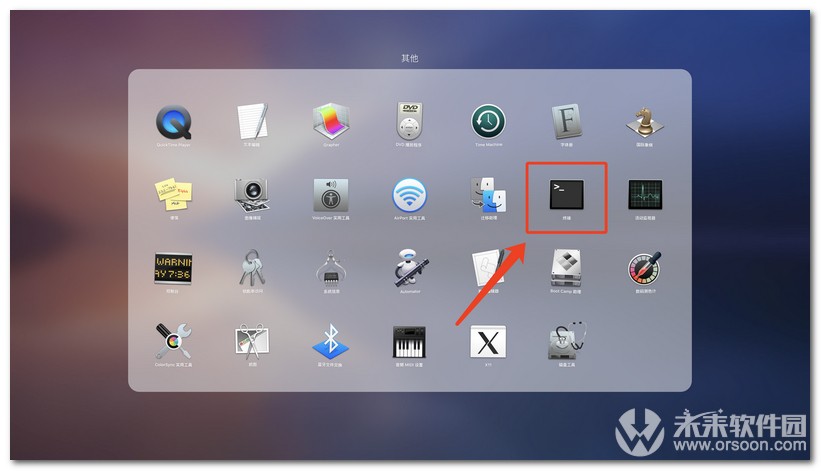 其他
QuickTime Player
文本编辑
Grapher
DVD 播放程序
Time Machine
字体册
国际象棋
便笺
图像捕捉
VoiceOver 实用工具
AirPort 实用工具
迁移助理
>_
终端
活动监视器
WARNIN
AY 7:36
控制台
钥匙串访问
系统信息
Automator
Boot Camp 助理
数码测色计
ColorSync 实用工具
抓图
蓝牙文件交换
音频 MIDI 设置
X11
磁盘工具
未来软件园
www.orsoon.com